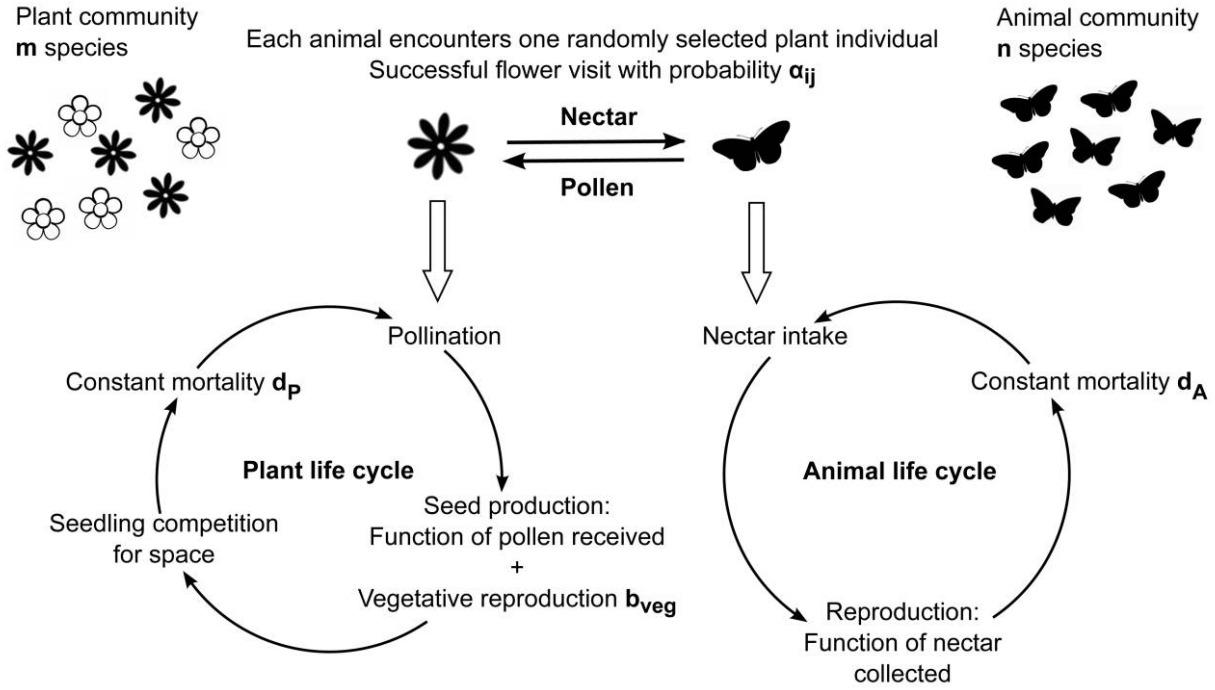 Plant community
m species
Each animal encounters one randomly selected plant individual
Successful flower visit with probability αij
Animal community
n species
Nectar
Pollen
Pollination
Constant mortality dP
Plant life cycle
Seed production:
Function of pollen received
+
Vegetative reproduction bveg
Seedling competition
for space
Nectar intake
Constant mortality dA
Animal life cycle
Reproduction:
Function of nectar
collected